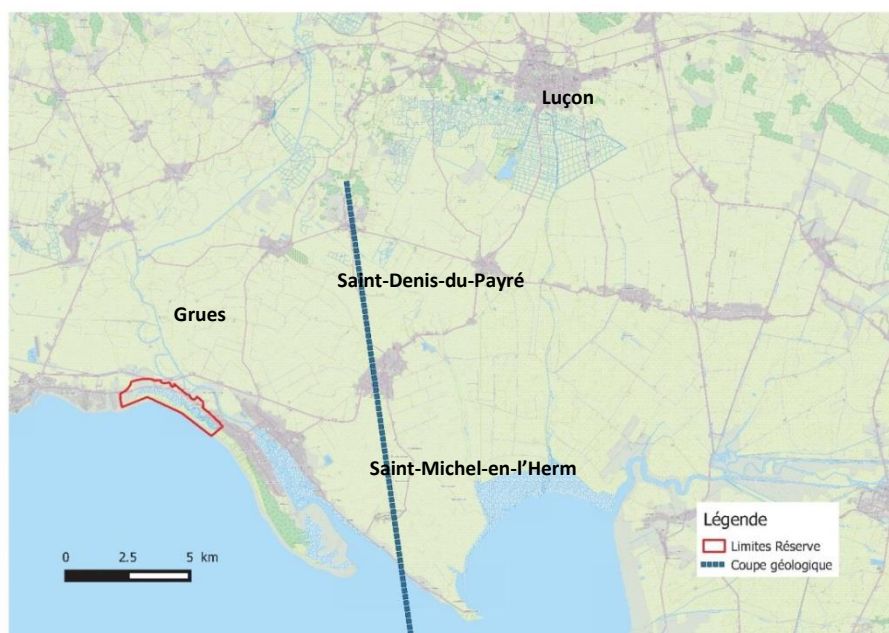 Luçon
Saint-Denis-du-Payré
Grues
Saint-Michel-en-l'Herm
0 2.5 5 km
Légende
Limites Réserve
Coupe géologique